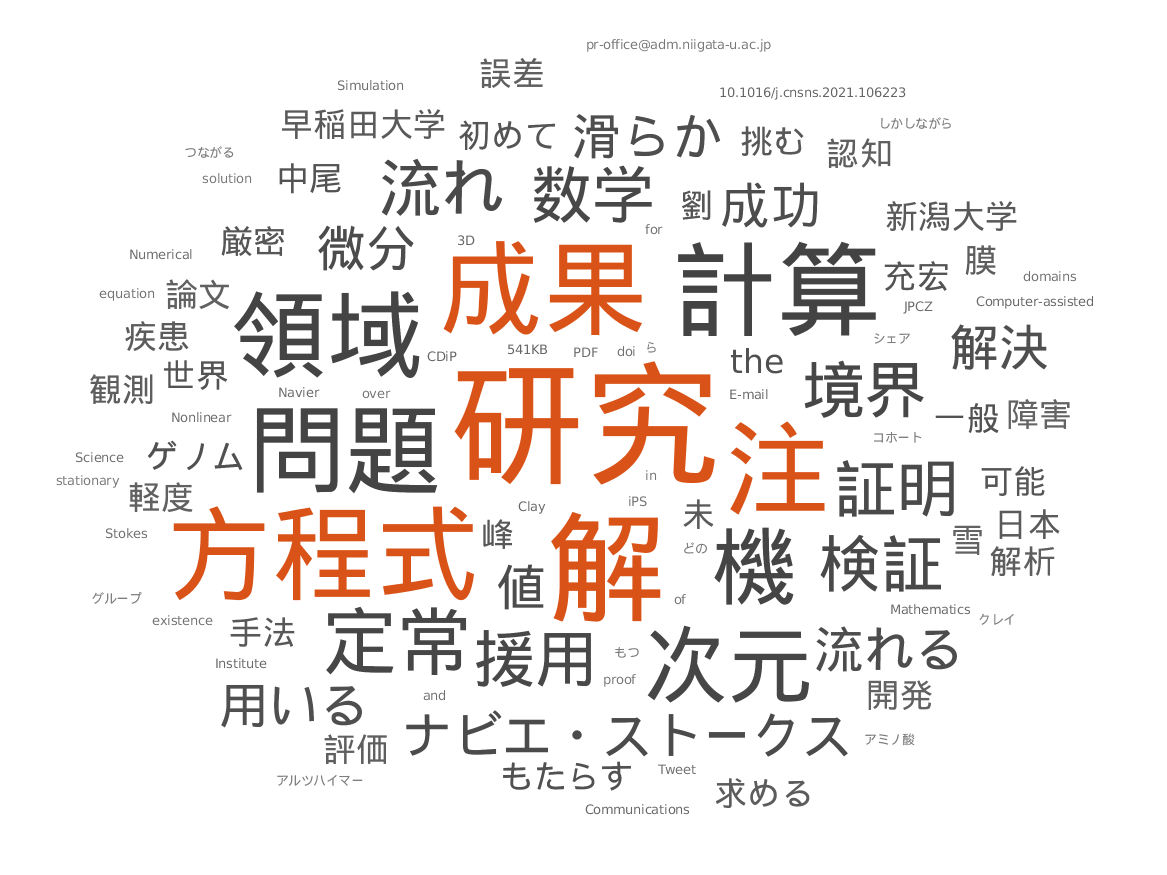 pr-office@adm.niigata-u.ac.jp
誤差
Simulation
10.1016/j.cnsns.2021.106223
早稲田大学
初めて
滑らか
挑む
しかしながら
認知
つながる
solution
中尾
流れ
数学
劉
成功
新潟大学
for
厳密
微分
3D
成果
計算
膜
充宏
domains
Numerical
equation
論文
領域
JPCZ
Computer-assisted
疾患
CDiP
541KB
PDF
doi
ら
the
シェア
解決
世界
観測
Navier
over
研究
E-mail
境界
一般
障害
Nonlinear
問題
注
コホート
Science
ゲノム
stationary
軽度
in
証明
可能
Clay
iPS
未
日本
Stokes
方程式
峰
解
どの
機
検証
雪
解析
グループ
値
of
Mathematics
existence
手法
定常
援用
もつ
次元
流れる
クレイ
Institute
proof
用いる
and
開発
評価
ナビエ・ストークス
アミノ酸
アルツハイマー
もたらす
Tweet
求める
Communications